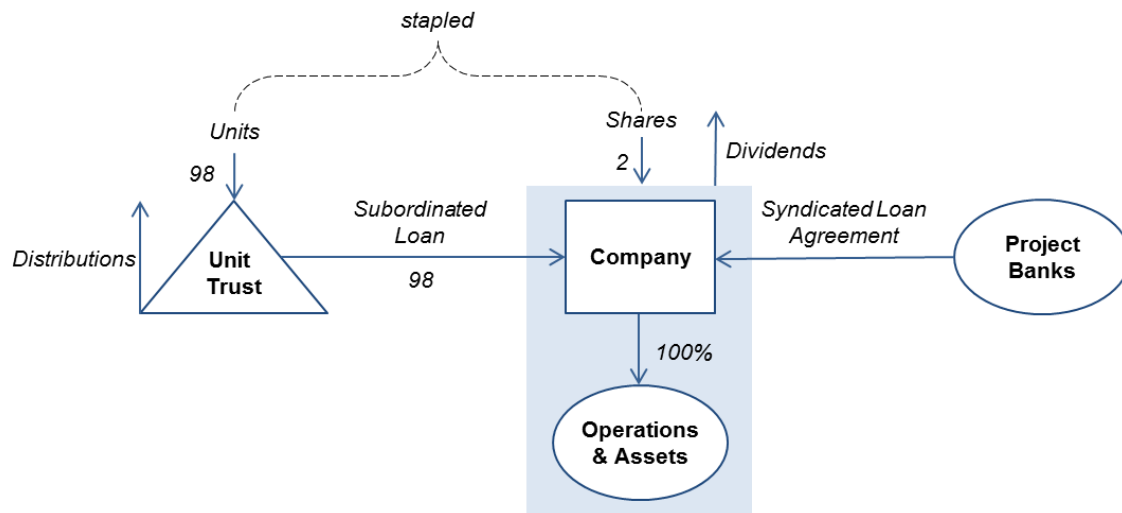 stapled
Units
98
Shares
2
Dividends
Distributions
Unit
Trust
Subordinated
Loan
98
Company
Syndicated Loan
Agreement
Project
Banks
100%
Operations
& Assets